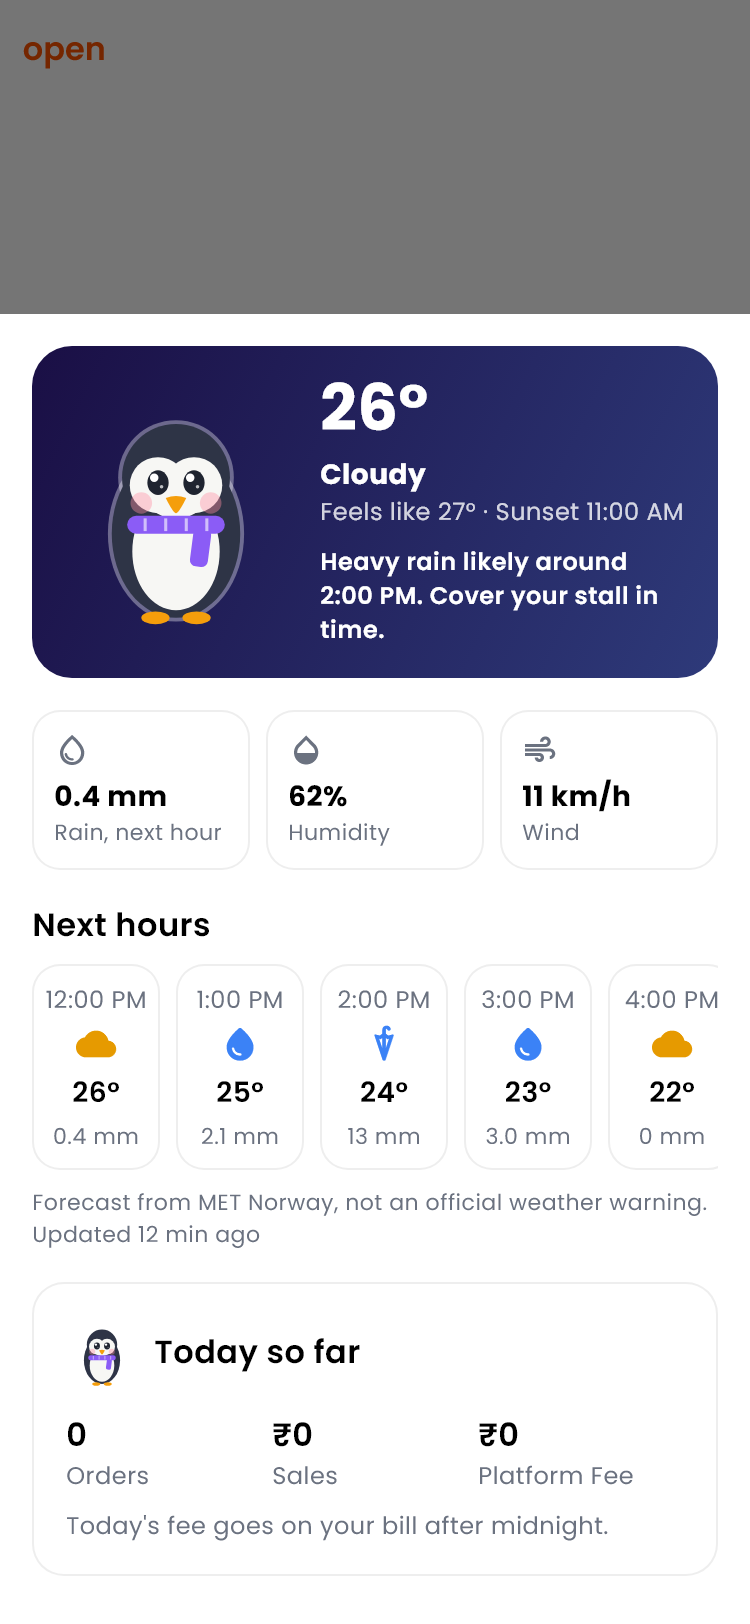 open
26°
Cloudy
Feels like 27° · Sunset 11:00 AM
Heavy rain likely around
2:00 PM. Cover your stall in
time.
0.4 mm
Rain, next hour
62%
Humidity
11 km/h
Wind
Next hours
12:00 PM
26°
0.4 mm
1:00 PM
25°
2.1 mm
2:00 PM
24°
13 mm
3:00 PM
23°
3.0 mm
4:00 PM
22°
0 mm
Forecast from MET Norway, not an official weather warning.
Updated 12 min ago
Today so far
0
Orders
₹0
Sales
₹0
Platform Fee
Today's fee goes on your bill after midnight.